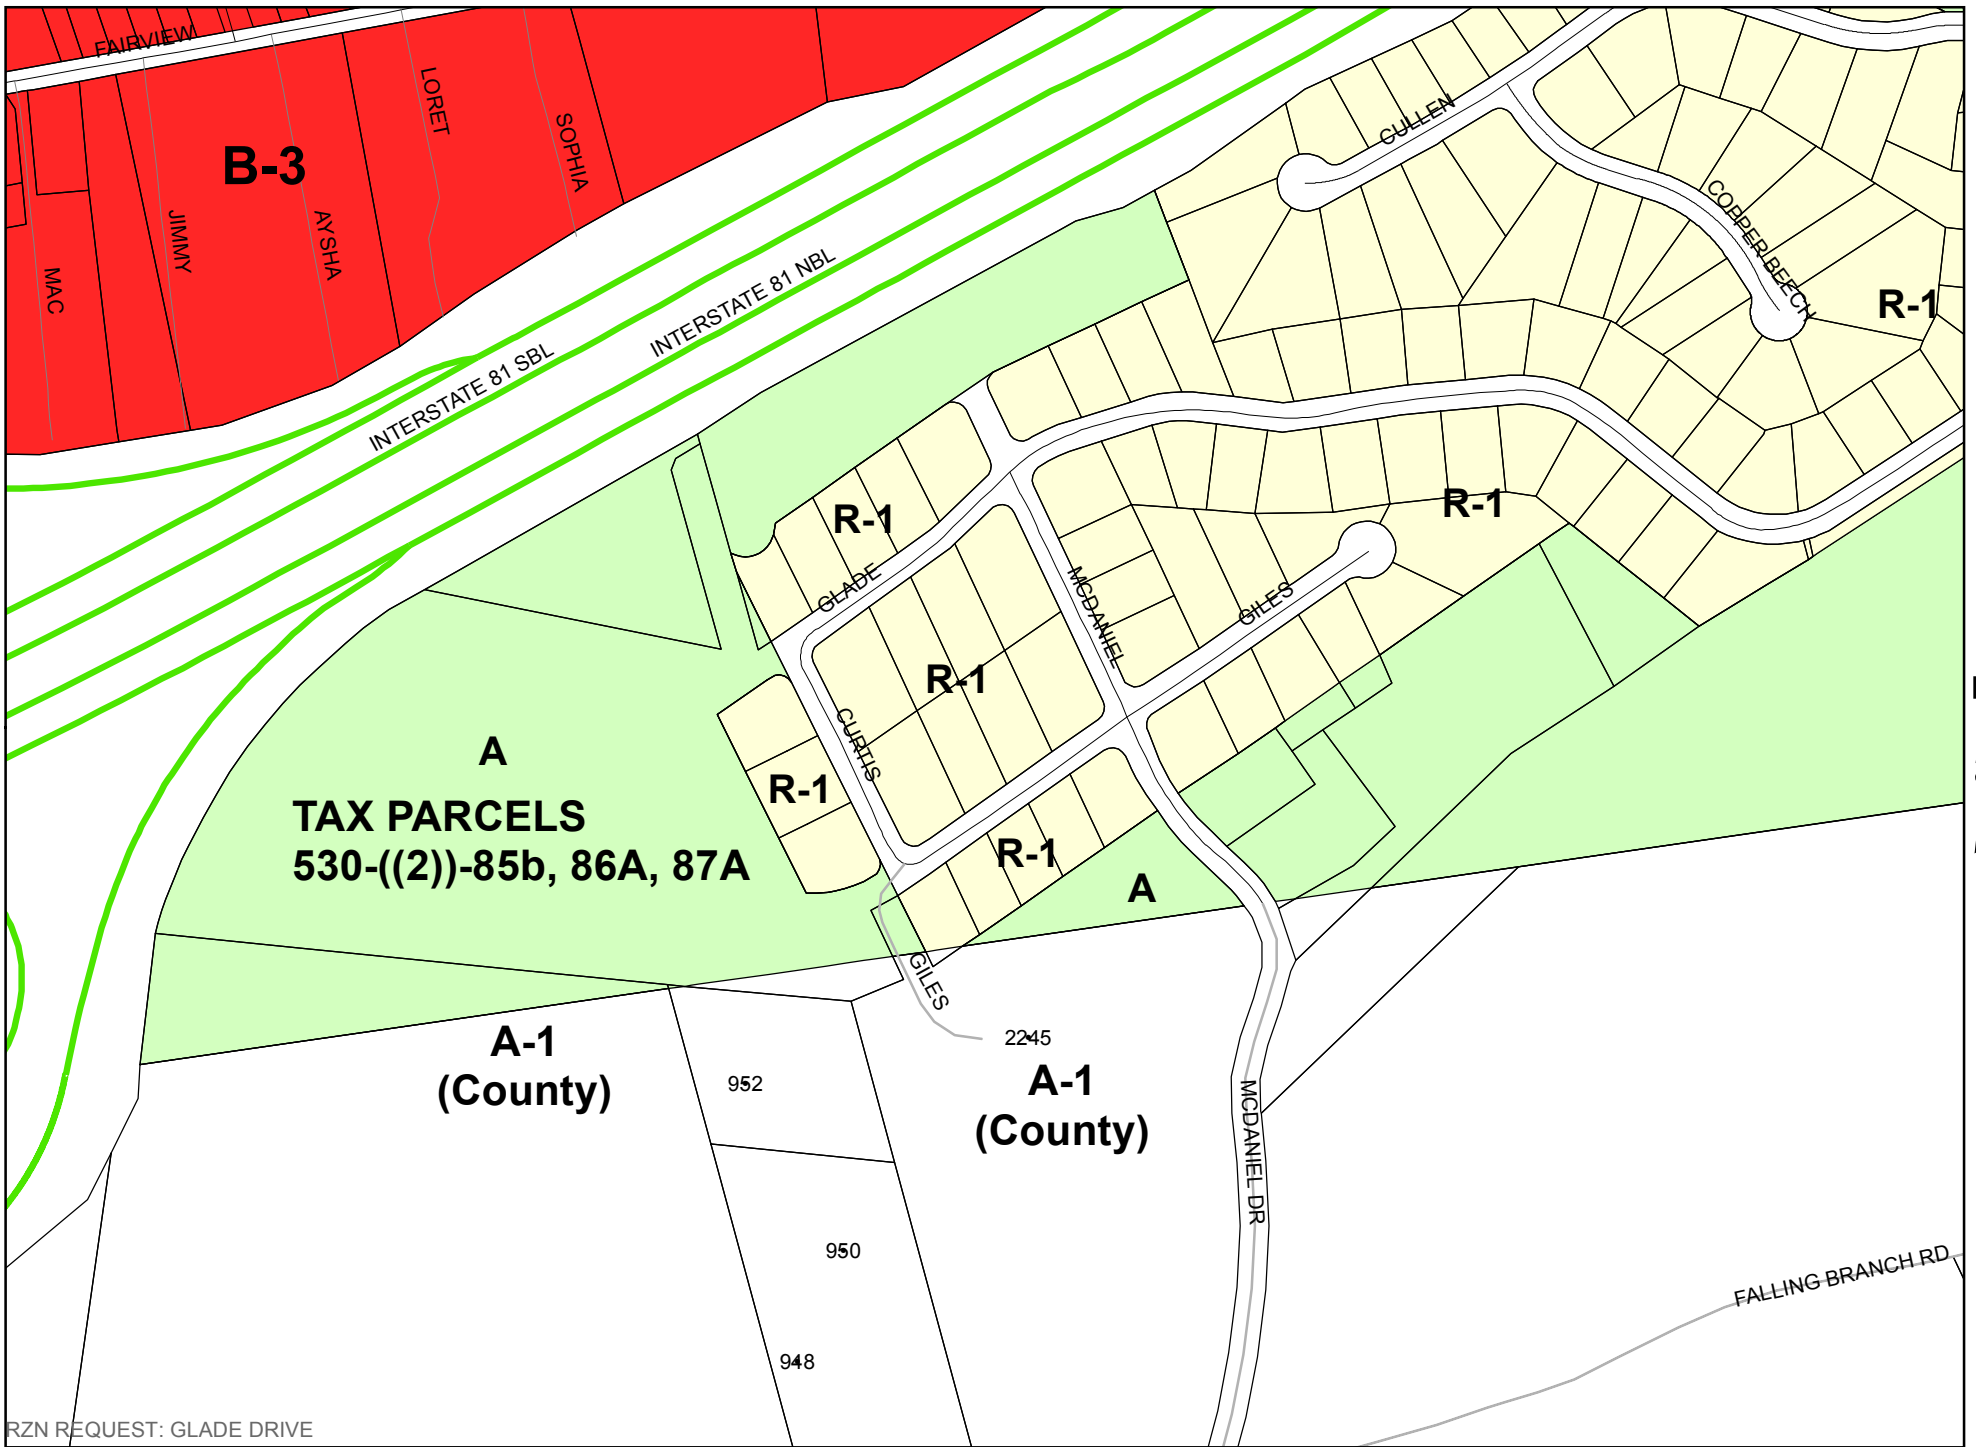 FAIRVIEW
LORET
SOPHIA
B-3
JIMMY
AYSHA
MAC
CULLEN
COPPER BEECH
R-1
INTERSTATE 81 NBL
INTERSTATE 81 SBL
R-1
R-1
GLADE
MCDANIEL
GILES
R-1
CURTIS
A
R-1
TAX PARCELS
530-((2))-85b, 86A, 87A
R-1
A
GILES
A-1
(County)
2245
952
A-1
(County)
MCDANIEL DR
950
FALLING BRANCH RD
948
RZN REQUEST: GLADE DRIVE